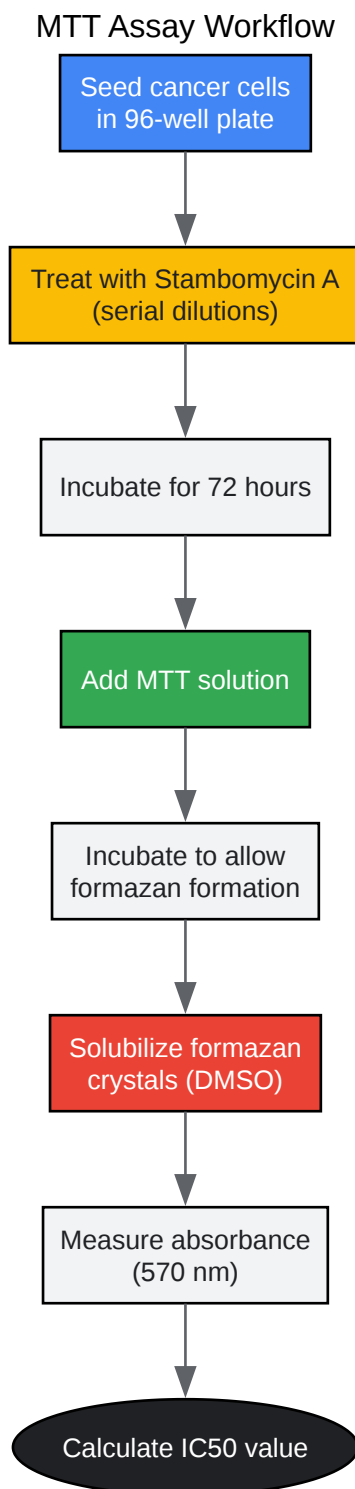 MTT Assay Workflow
Seed cancer cells
in 96-well plate
Treat with Stambomycin A
(serial dilutions)
Incubate for 72 hours
Add MTT solution
Incubate to allow
formazan formation
Solubilize formazan
crystals (DMSO)
Measure absorbance
(570 nm)
Calculate IC50 value